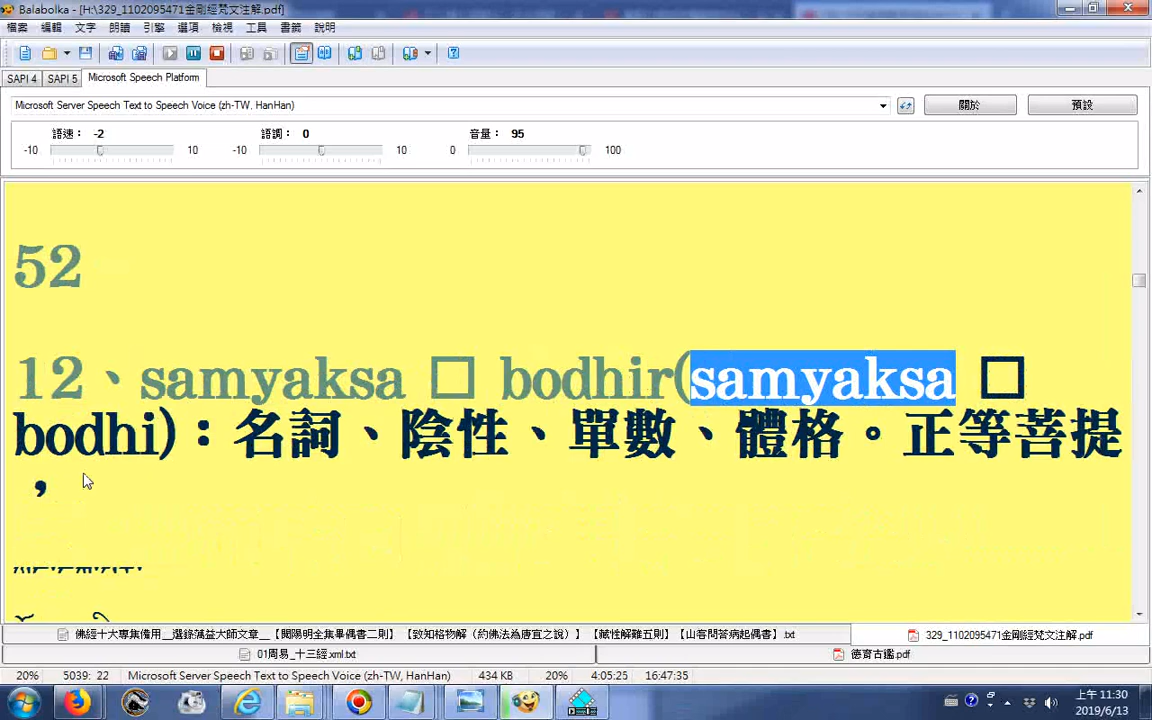 Balabolka - [H:\329_1102095471金剛經梵文注解.pdf]
檔案 編輯 文字 朗讀 引擎 選項 檢視 工具 書籤 說明
SAPI 4 SAPI 5 Microsoft Speech Platform
Microsoft Server Speech Text to Speech Voice (zh-TW, HanHan) 關於 預設
語速： -2 語調： 0 音量： 95
-10 10 -10 10 0 100
52
12、samyaksa □ bodhir(samyaksa □
bodhi)：名詞、陰性、單數、體格。正等菩提
，
佛經十大專集備用__選錄蕅益大師文章__【閱陽明全集畢偶書二則】【致知格物解（約佛法為唐宜之說）】【藏性解難五則】【山客問答病起偶書】.txt 329_1102095471金剛經梵文注解.pdf
01周易_十三經.xml.txt 德育古鑑.pdf
20% 5039: 22 Microsoft Server Speech Text to Speech Voice (zh-TW, HanHan) 434 KB 20% 4:05:25 16:47:35
上午 11:30
2019/6/13